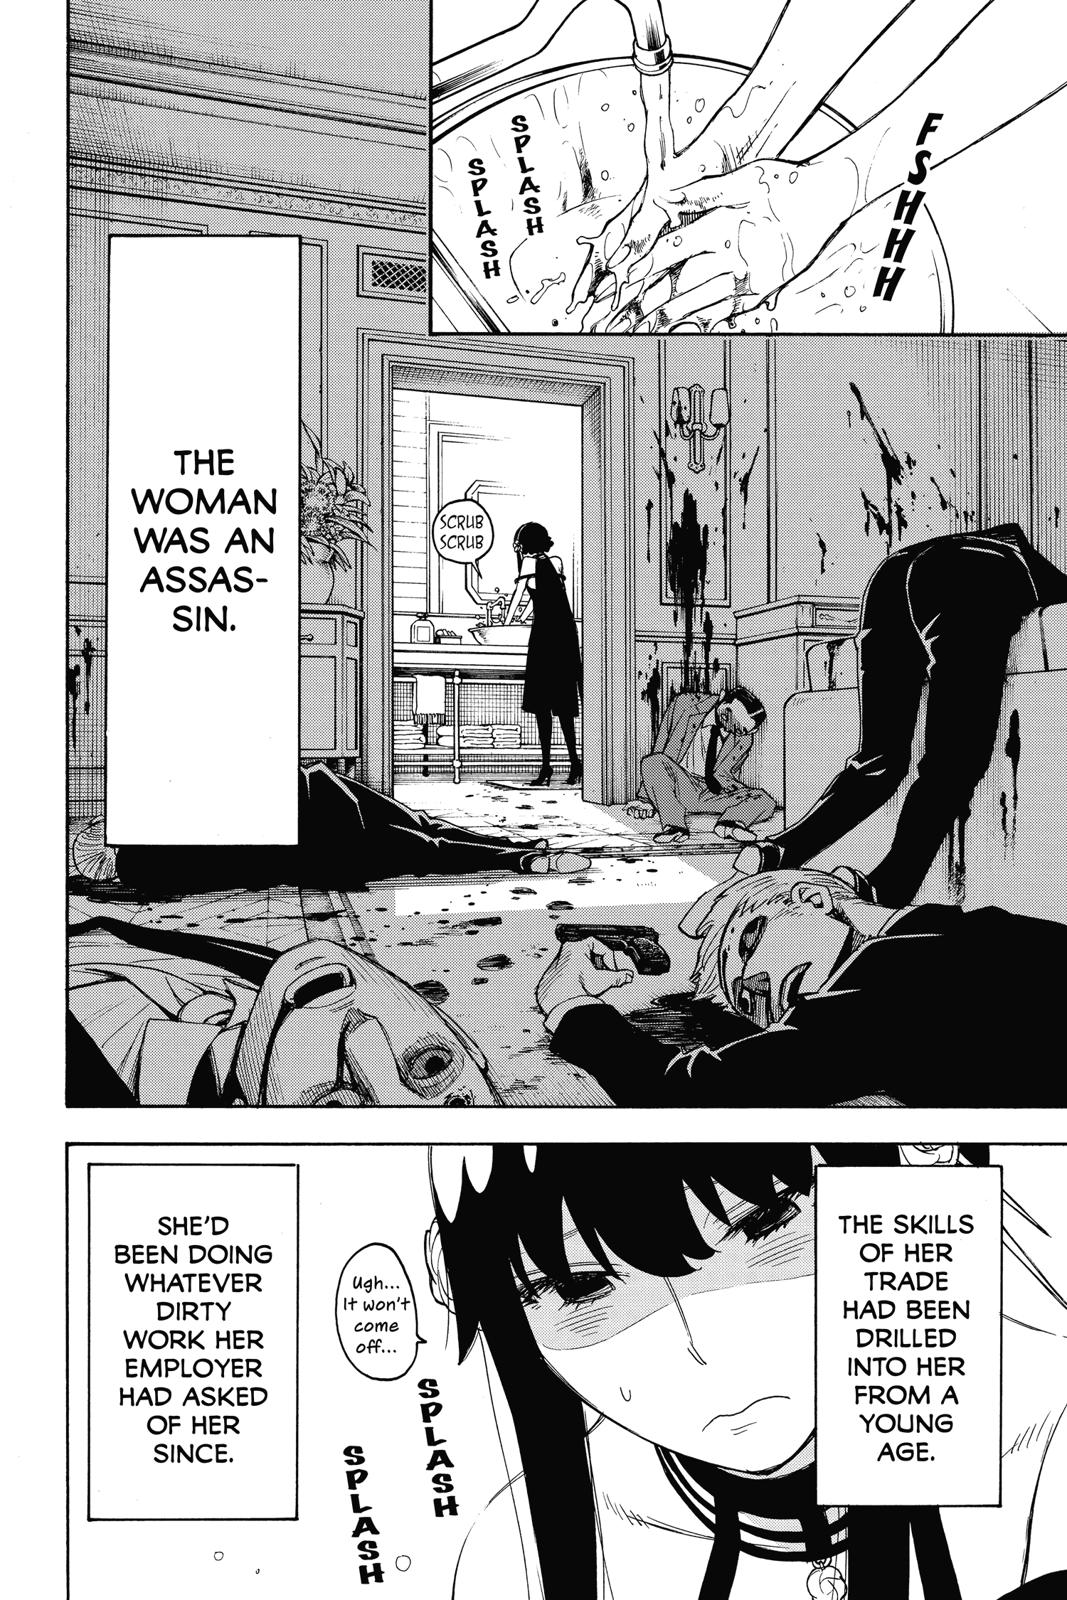 FSHHH
SPLASH
SPLASH
THE
WOMAN
WAS AN
ASSAS-
SIN.
SCRUB
SCRUB
THE SKILLS
OF HER
TRADE
HAD BEEN
DRILLED
INTO HER
FROM A
YOUNG
AGE.
Ugh...
It won't
come
off...
SPLASH
SPLASH
SHE'D
BEEN DOING
WHATEVER
DIRTY
WORK HER
EMPLOYER
HAD ASKED
OF HER
SINCE.